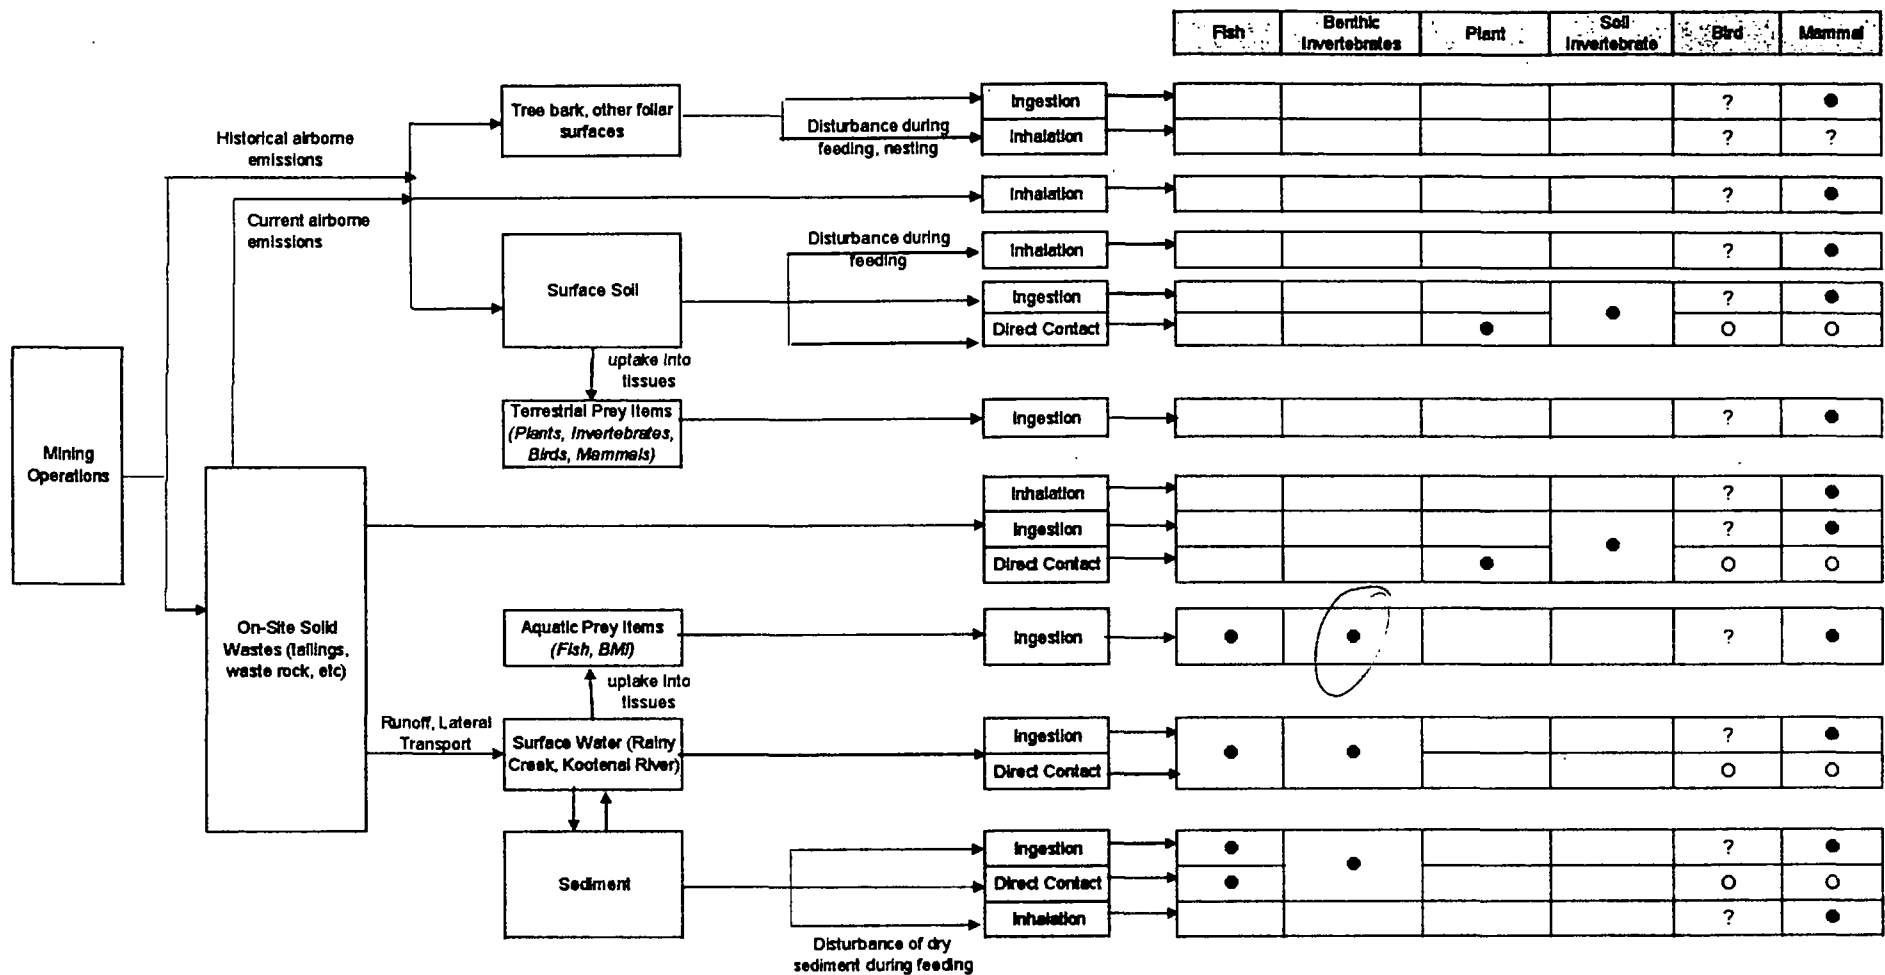 Fish
Benthic
Invertebrates
Plant
Soil
Invertebrate
Bird
Mammal
Tree bark, other foliar
surfaces
Disturbance during
feeding, nesting
Ingestion
?
●
Inhalation
?
?
Historical airborne
emissions
Current airborne
emissions
Inhalation
?
●
Surface Soil
Disturbance during
feeding
Inhalation
?
●
Ingestion
●
?
●
Direct Contact
●
○
○
uptake into
tissues
Terrestrial Prey Items
(Plants, Invertebrates,
Birds, Mammals)
Ingestion
?
●
Mining
Operations
On-Site Solid
Wastes (tailings,
waste rock, etc)
Inhalation
?
●
Ingestion
●
?
●
Direct Contact
●
○
○
Aquatic Prey Items
(Fish, BMI)
Ingestion
●
●
?
●
uptake into
tissues
Runoff, Lateral
Transport
Surface Water (Rainy
Creek, Kootenai River)
Ingestion
●
●
?
●
Direct Contact
○
○
Sediment
Ingestion
●
●
?
●
Direct Contact
●
○
○
Inhalation
?
●
Disturbance of dry
sediment during feeding